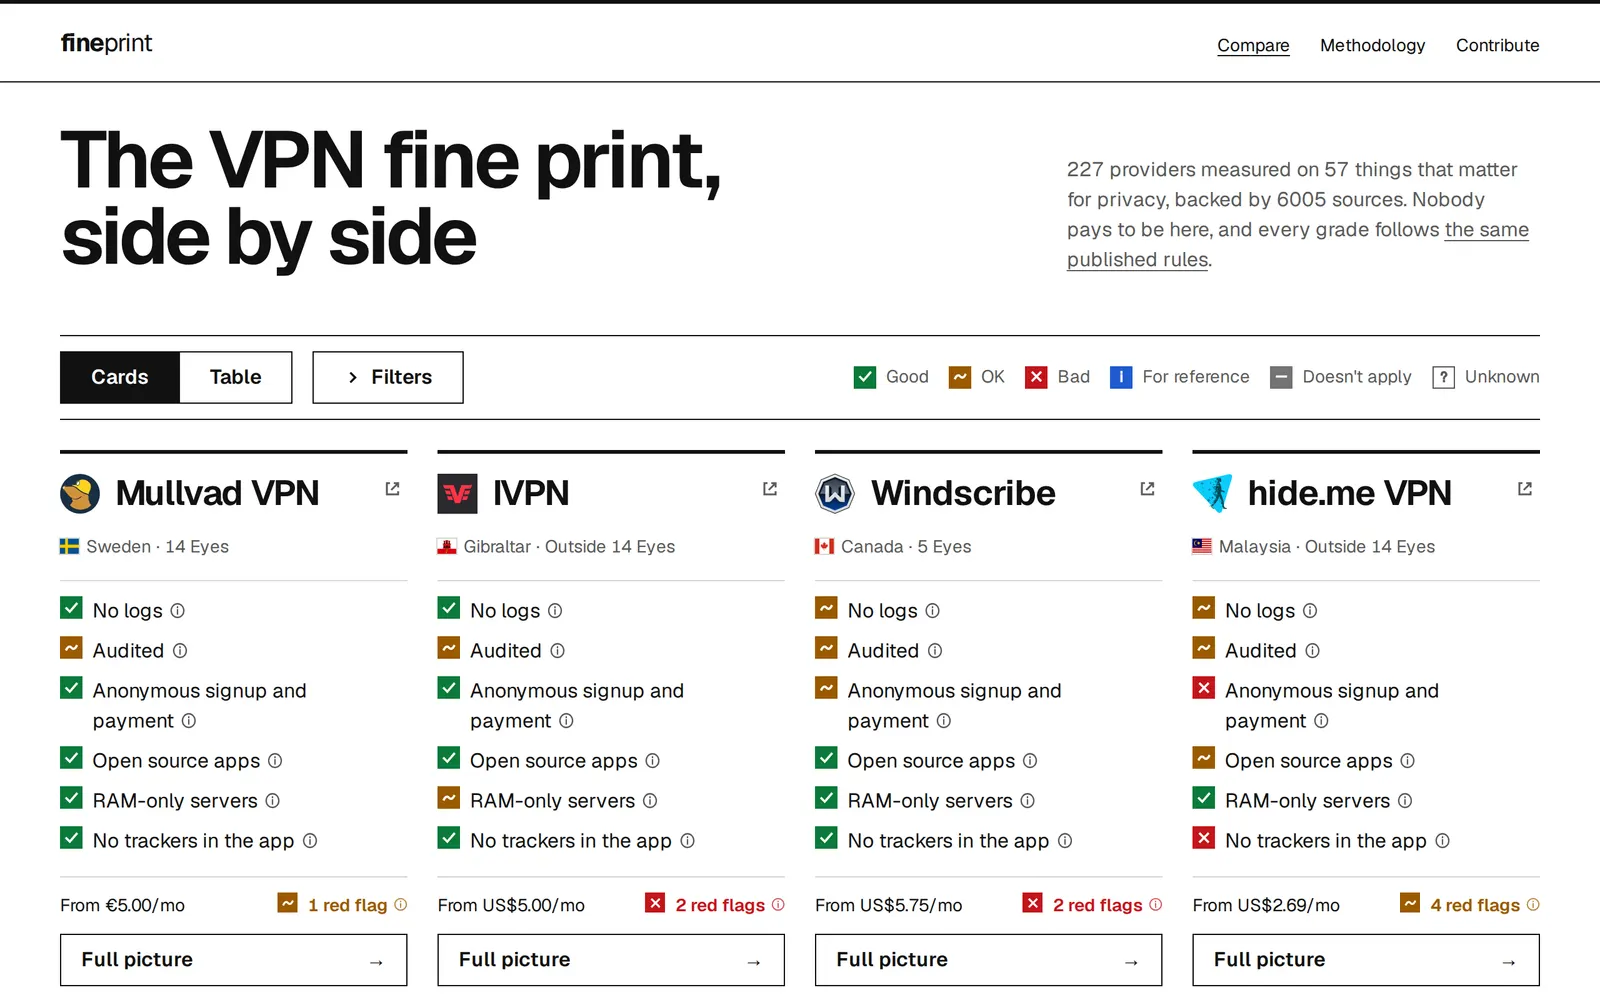 fineprint
Compare
Methodology
Contribute
The VPN fine print,
side by side
227 providers measured on 57 things that matter
for privacy, backed by 6005 sources. Nobody
pays to be here, and every grade follows the same
published rules.
Cards
Table
Filters
Good
OK
Bad
For reference
Doesn't apply
Unknown
Mullvad VPN
Sweden · 14 Eyes
No logs
Audited
Anonymous signup and
payment
Open source apps
RAM-only servers
No trackers in the app
From €5.00/mo
1 red flag
Full picture →
IVPN
Gibraltar · Outside 14 Eyes
No logs
Audited
Anonymous signup and
payment
Open source apps
RAM-only servers
No trackers in the app
From US$5.00/mo
2 red flags
Full picture →
Windscribe
Canada · 5 Eyes
No logs
Audited
Anonymous signup and
payment
Open source apps
RAM-only servers
No trackers in the app
From US$5.75/mo
2 red flags
Full picture →
hide.me VPN
Malaysia · Outside 14 Eyes
No logs
Audited
Anonymous signup and
payment
Open source apps
RAM-only servers
No trackers in the app
From US$2.69/mo
4 red flags
Full picture →